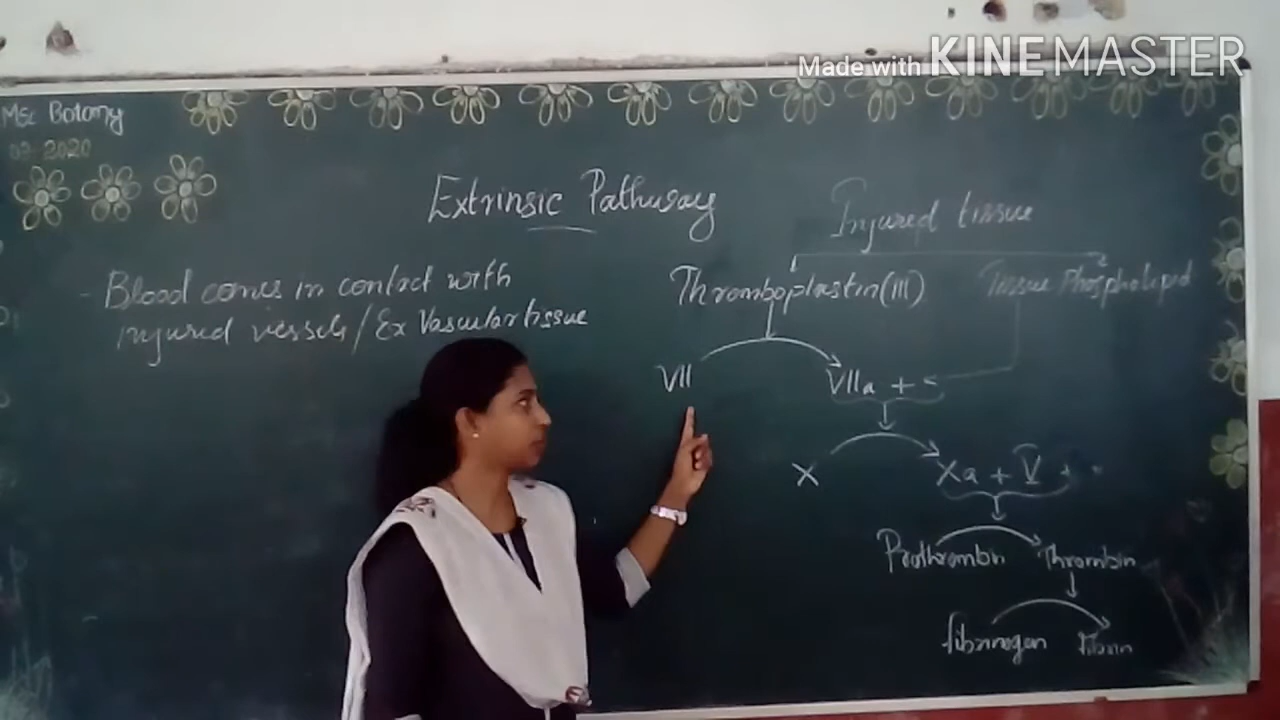 Made with KINEMASTER
MSc Botany
09-2020
Extrinsic Pathway
- Blood comes in contact with
injured vessels/Ex Vascular tissue
Injured tissue
Thromboplastin(III)
Tissue Phospholipid
VII
VIIa +
X
Xa + V +
Prothrombin
Thrombin
fibrinogen
Fibrin